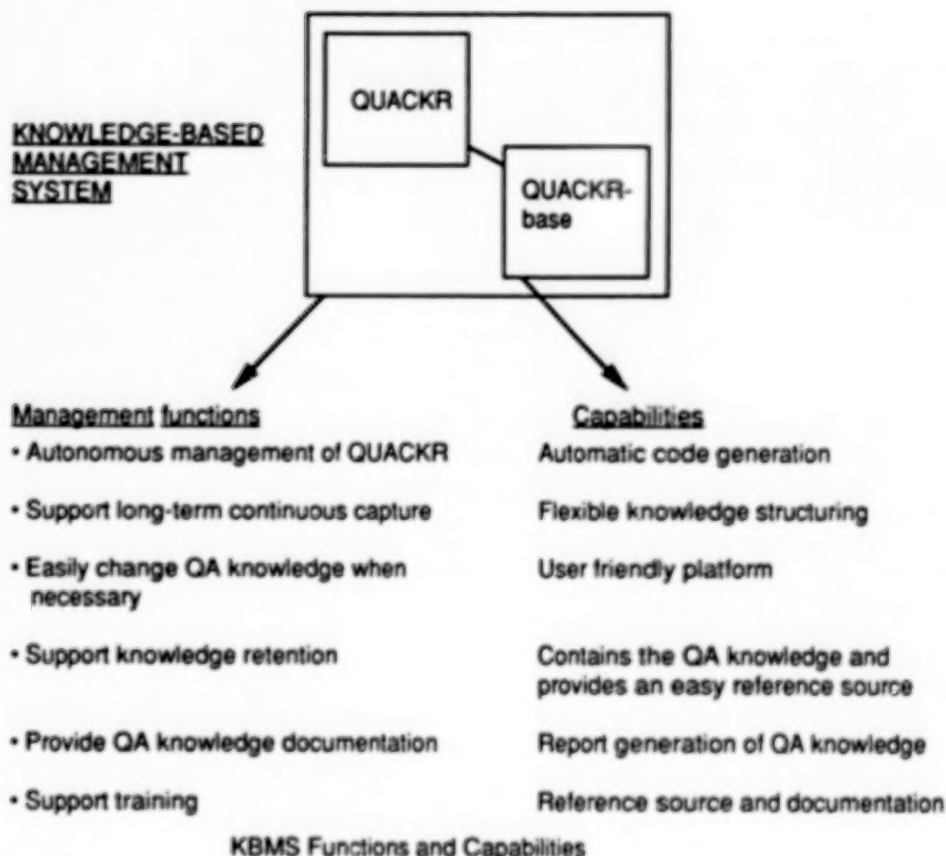 KNOWLEDGE-BASED
MANAGEMENT
SYSTEM
QUACKR
QUACKR-
base
Management functions
Capabilities
• Autonomous management of QUACKR
Automatic code generation
• Support long-term continuous capture
Flexible knowledge structuring
• Easily change QA knowledge when
necessary
User friendly platform
• Support knowledge retention
Contains the QA knowledge and
provides an easy reference source
• Provide QA knowledge documentation
Report generation of QA knowledge
• Support training
Reference source and documentation
KBMS Functions and Capabilities